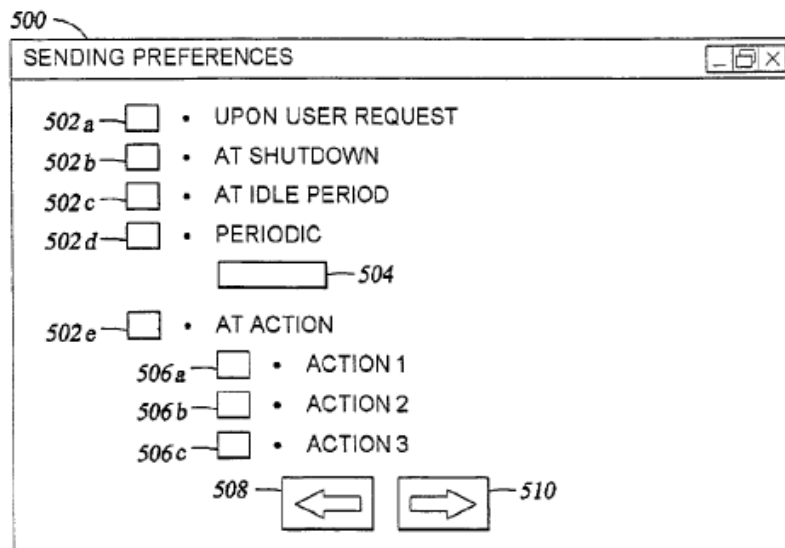 500
SENDING PREFERENCES
502a • UPON USER REQUEST
502b • AT SHUTDOWN
502c • AT IDLE PERIOD
502d • PERIODIC
504
502e • AT ACTION
506a • ACTION 1
506b • ACTION 2
506c • ACTION 3
508 510